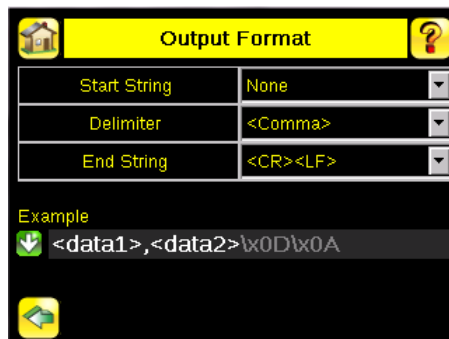 Output Format
Start String None
Delimiter <Comma>
End String <CR><LF>
Example
<data1>,<data2>\x0D\x0A